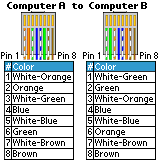 Computer A to Computer B
Pin 1 Pin 8 Pin 1 Pin 8
# Color # Color
1 White-Orange 1 White-Green
2 Orange 2 Green
3 White-Green 3 White-Orange
4 Blue 4 Blue
5 White-Blue 5 White-Blue
6 Green 6 Orange
7 White-Brown 7 White-Brown
8 Brown 8 Brown